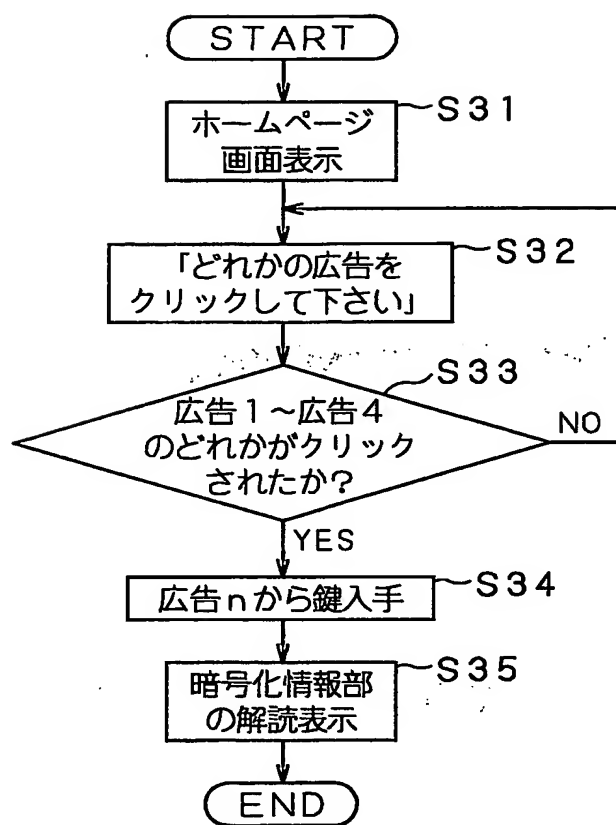 START
S31
ホームページ
画面表示
S32
「どれかの広告を
クリックして下さい」
S33
広告1~広告4
のどれかがクリック
されたか?
NO
YES
S34
広告nから鍵入手
S35
暗号化情報部
の解読表示
END